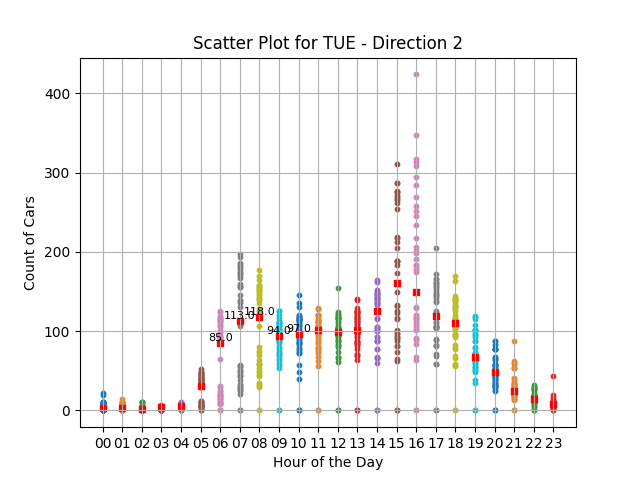 Scatter Plot for TUE - Direction 2
Count of Cars
400
300
200
100
0
85.0
113.0
118.0
94.0
97.0
00 01 02 03 04 05 06 07 08 09 10 11 12 13 14 15 16 17 18 19 20 21 22 23
Hour of the Day